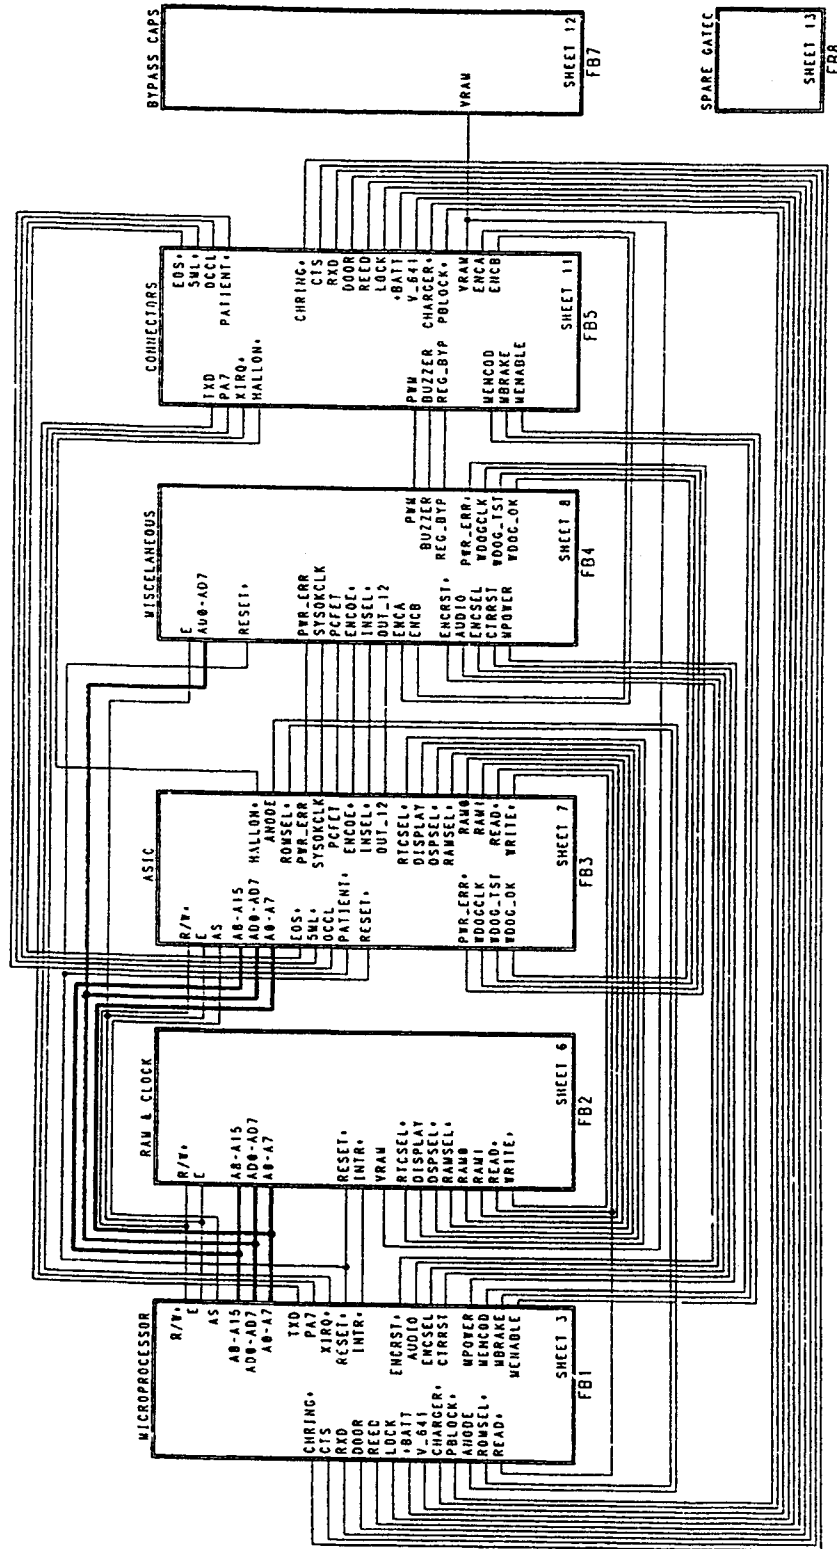 MICROPROCESSOR
R/W*
E
AS
A8-A15
AD0-AD7
A0-A7
TXD
PA7
XIRQ*
RESET*
INTR*
ENCRST*
AUDIO
ENCSEL
CTRRST
MPOWER
MENCOD
MBRAKE
MENABLE
CHRING*
CTS
RXD
DOOR
REED
LOCK
+BATT
V_641
CHARGER*
PBLOCK*
ANODE
ROMSEL*
READ*
SHEET 3
FB1
RAM & CLOCK
R/W*
E
A8-A15
AD0-AD7
A0-A7
RESET*
INTR*
VRAM
RTCSEL*
DISPLAY
DSPSEL*
RAMSEL*
RAM0
RAM1
READ*
WRITE*
SHEET 6
FB2
ASIC
R/W*
E
AS
A8-A15
AD0-AD7
A0-A7
EOS*
5ML*
OCCL
PATIENT*
RESET*
PWR_ERR*
WDOGCLK
WDOG_TST
WDOG_OK
HALLON*
ANODE
ROMSEL*
PWR_ERR
SYSOKCLK
PCFET
ENCOE*
INSEL*
OUT_12
RTCSEL*
DISPLAY
DSPSEL*
RAMSEL*
RAM0
RAM1
READ*
WRITE*
SHEET 7
FB3
MISCELANEOUS
E
AD0-AD7
RESET*
PWR_ERR
SYSOKCLK
PCFET
ENCOE*
INSEL*
OUT_12
ENCA
ENCB
ENCRST*
AUDIO
ENCSEL
CTRRST
MPOWER
PWM
BUZZER
REG_BYP
PWR_ERR*
WDOGCLK
WDOG_TST
WDOG_OK
SHEET 8
FB4
CONNECTORS
TXD
PA7
XIRQ*
HALLON*
PWM
BUZZER
REG_BYP
MENCOD
MBRAKE
MENABLE
EOS*
5ML*
OCCL
PATIENT*
CHRING*
CTS
RXD
DOOR
REED
LOCK
+BATT
V_641
CHARGER*
PBLOCK*
VRAM
ENCA
ENCB
SHEET 11
FB5
BYPASS CAPS
VRAM
SHEET 12
FB7
SPARE GATEC
SHEET 13
FB8